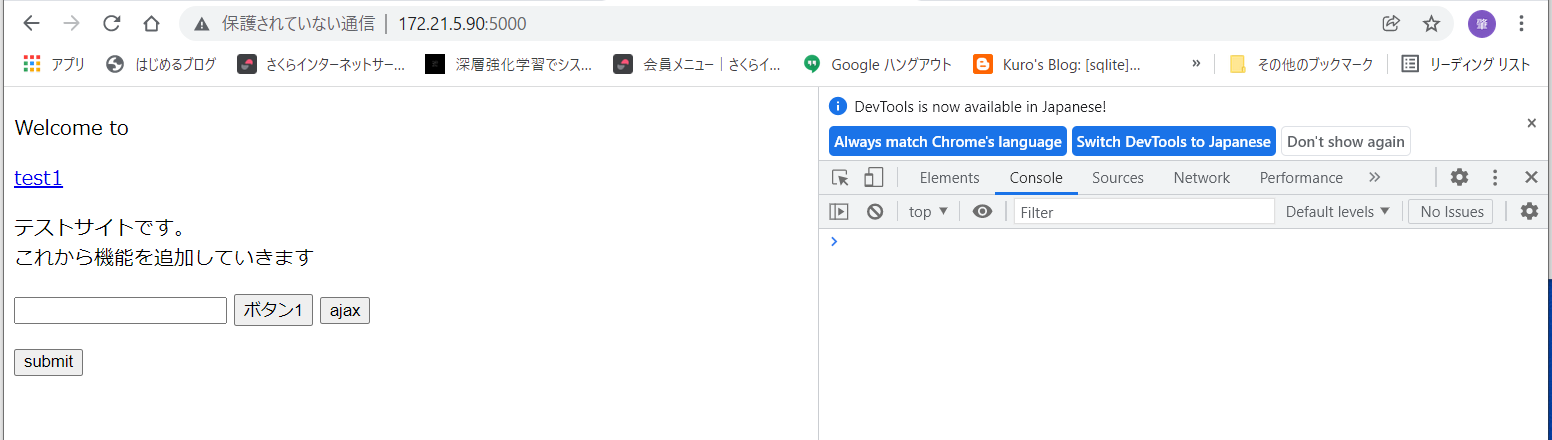 保護されていない通信 | 172.21.5.90:5000 肇
アプリ はじめるブログ さくらインターネットサー... 深層強化学習でシス... 会員メニュー | さくらイ... Google ハングアウト Kuro's Blog: [sqlite]... » その他のブックマーク リーディング リスト
Welcome to
test1
テストサイトです。
これから機能を追加していきます
ボタン1 ajax
submit
DevTools is now available in Japanese!
Always match Chrome's language Switch DevTools to Japanese Don't show again
Elements Console Sources Network Performance »
top Filter Default levels No Issues